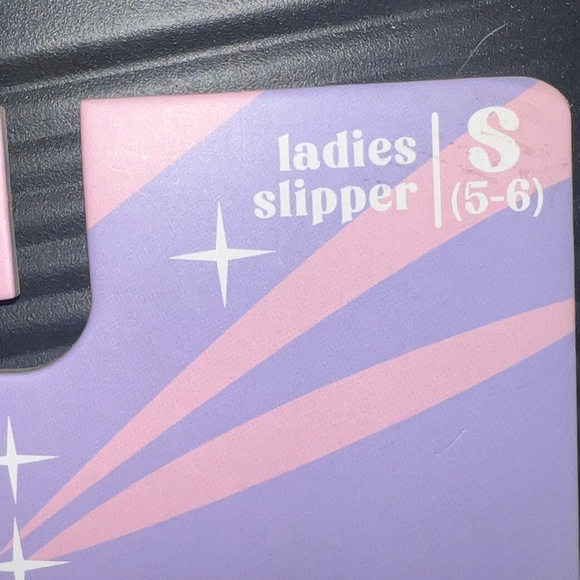 ladies
slipper
S
(5-6)